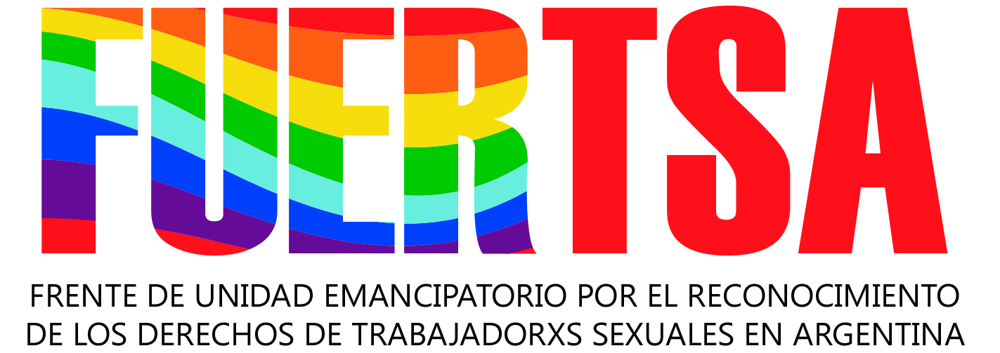 FUERTSA
FRENTE DE UNIDAD EMANCIPATORIO POR EL RECONOCIMIENTO
DE LOS DERECHOS DE TRABAJADORXS SEXUALES EN ARGENTINA